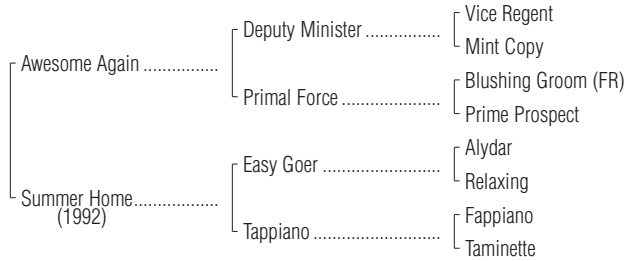 Vice Regent
Deputy Minister ..................
Mint Copy
Awesome Again ................
Blushing Groom (FR)
Primal Force ......................
Prime Prospect
Alydar
Easy Goer .........................
Relaxing
Summer Home..................
(1992)
Fappiano
Tappiano ...........................
Taminette